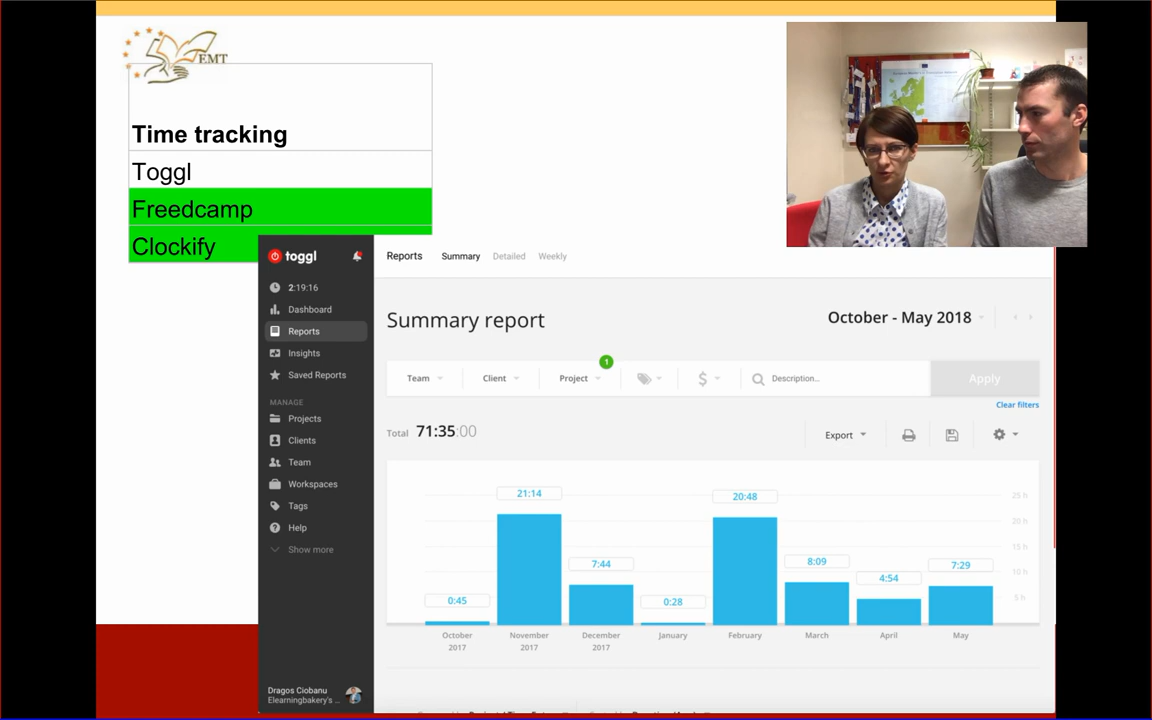 EMT
Time tracking
Toggl
Freedcamp
Clockify
toggl
2:19:16
Dashboard
Reports
Insights
Saved Reports
MANAGE
Projects
Clients
Team
Workspaces
Tags
Help
Show more
Dragos Ciobanu
Elearningbakery's ...
Reports Summary Detailed Weekly
Summary report
October - May 2018
1
Team Client Project $ Description... Apply
Clear filters
Total 71:35:00
Export
21:14
20:48
25 h
20 h
15 h
10 h
5 h
0:45
7:44
0:28
8:09
4:54
7:29
October 2017
November 2017
December 2017
January
February
March
April
May